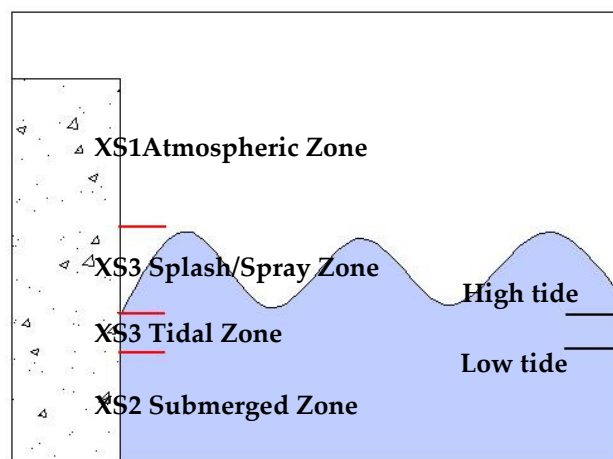 XS1Atmospheric Zone
XS3 Splash/Spray Zone
High tide
XS3 Tidal Zone
Low tide
XS2 Submerged Zone